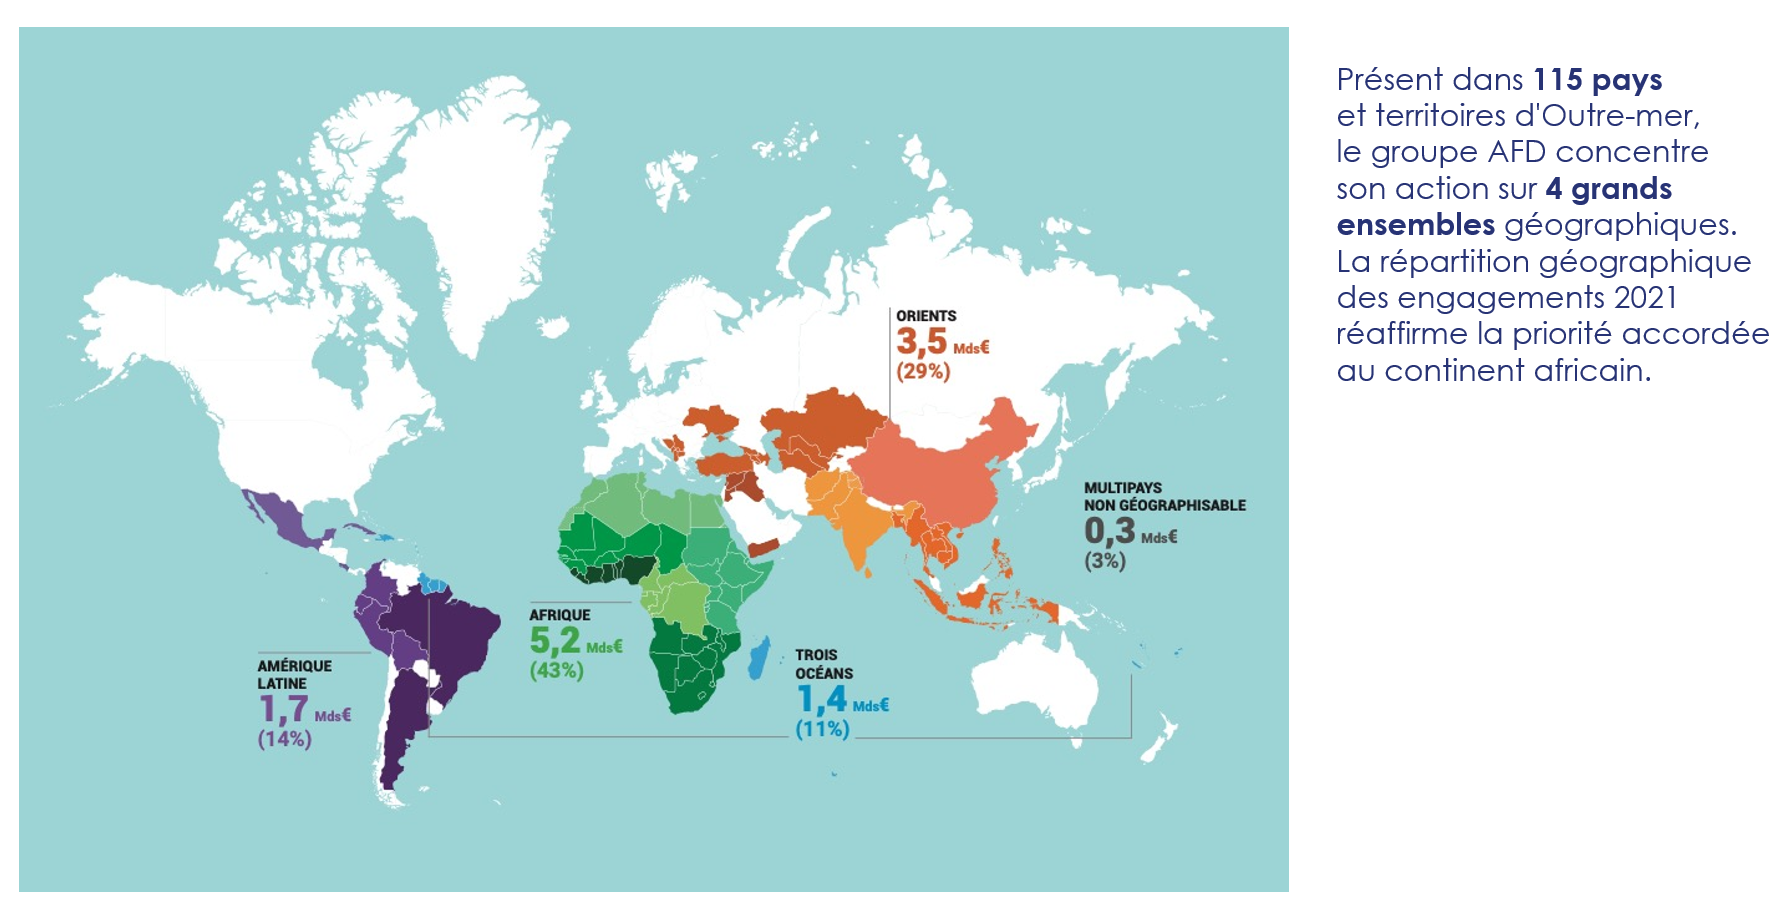 Présent dans 115 pays
et territoires d'Outre-mer,
le groupe AFD concentre
son action sur 4 grands
ensembles géographiques.
La répartition géographique
des engagements 2021
réaffirme la priorité accordée
au continent africain.
ORIENTS
3,5 Mds€
(29%)
MULTIPAYS
NON GÉOGRAPHISABLE
0,3 Mds€
(3%)
AFRIQUE
5,2 Mds€
(43%)
TROIS
OCÉANS
1,4 Mds€
(11%)
AMÉRIQUE
LATINE
1,7 Mds€
(14%)